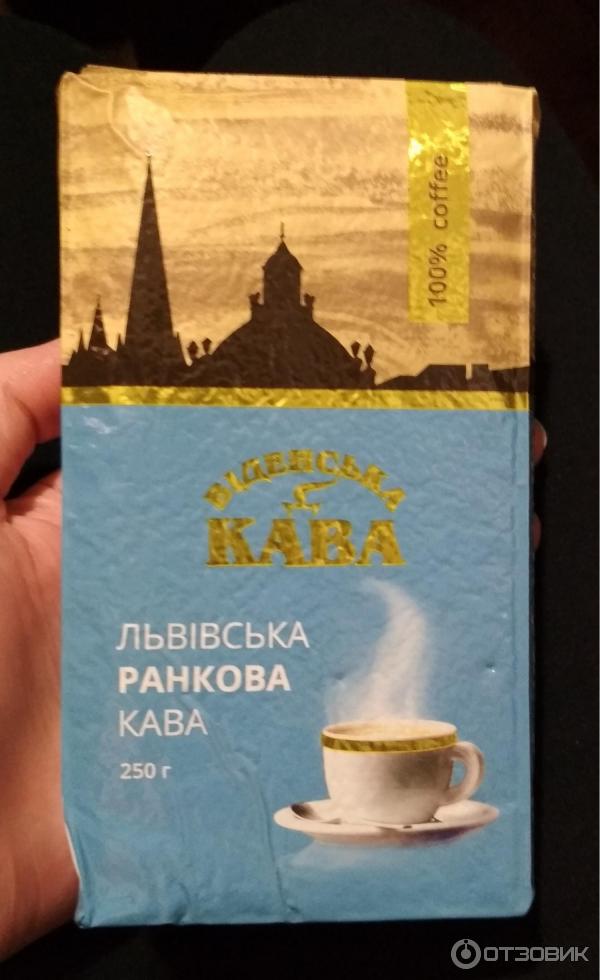 100% coffee
ВІДЕНСЬКА
КАВА
ЛЬВІВСЬКА
РАНКОВА
КАВА
250 г
ОТЗОВИК